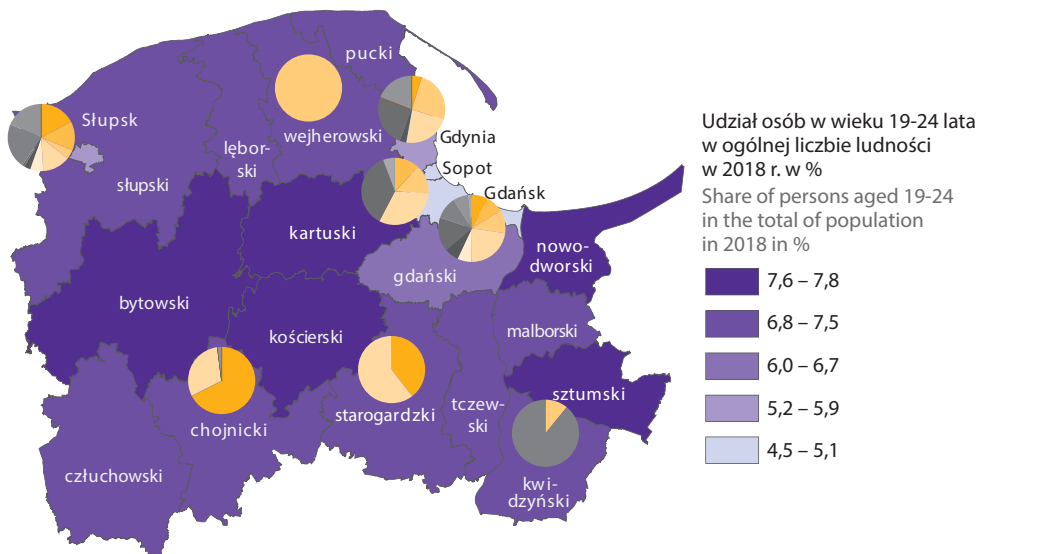 pucki
Słupsk
wejherowski
Gdynia
lębor-
ski
Sopot
słupski
Gdańsk
kartuski
nowo-
dworski
gdański
bytowski
kościerski
malborski
sztumski
starogardzki
tczew-
ski
chojnicki
człuchowski
kwi-
dzyński
Udział osób w wieku 19-24 lata
w ogólnej liczbie ludności
w 2018 r. w %
Share of persons aged 19-24
in the total of population
in 2018 in %
7,6 – 7,8
6,8 – 7,5
6,0 – 6,7
5,2 – 5,9
4,5 – 5,1